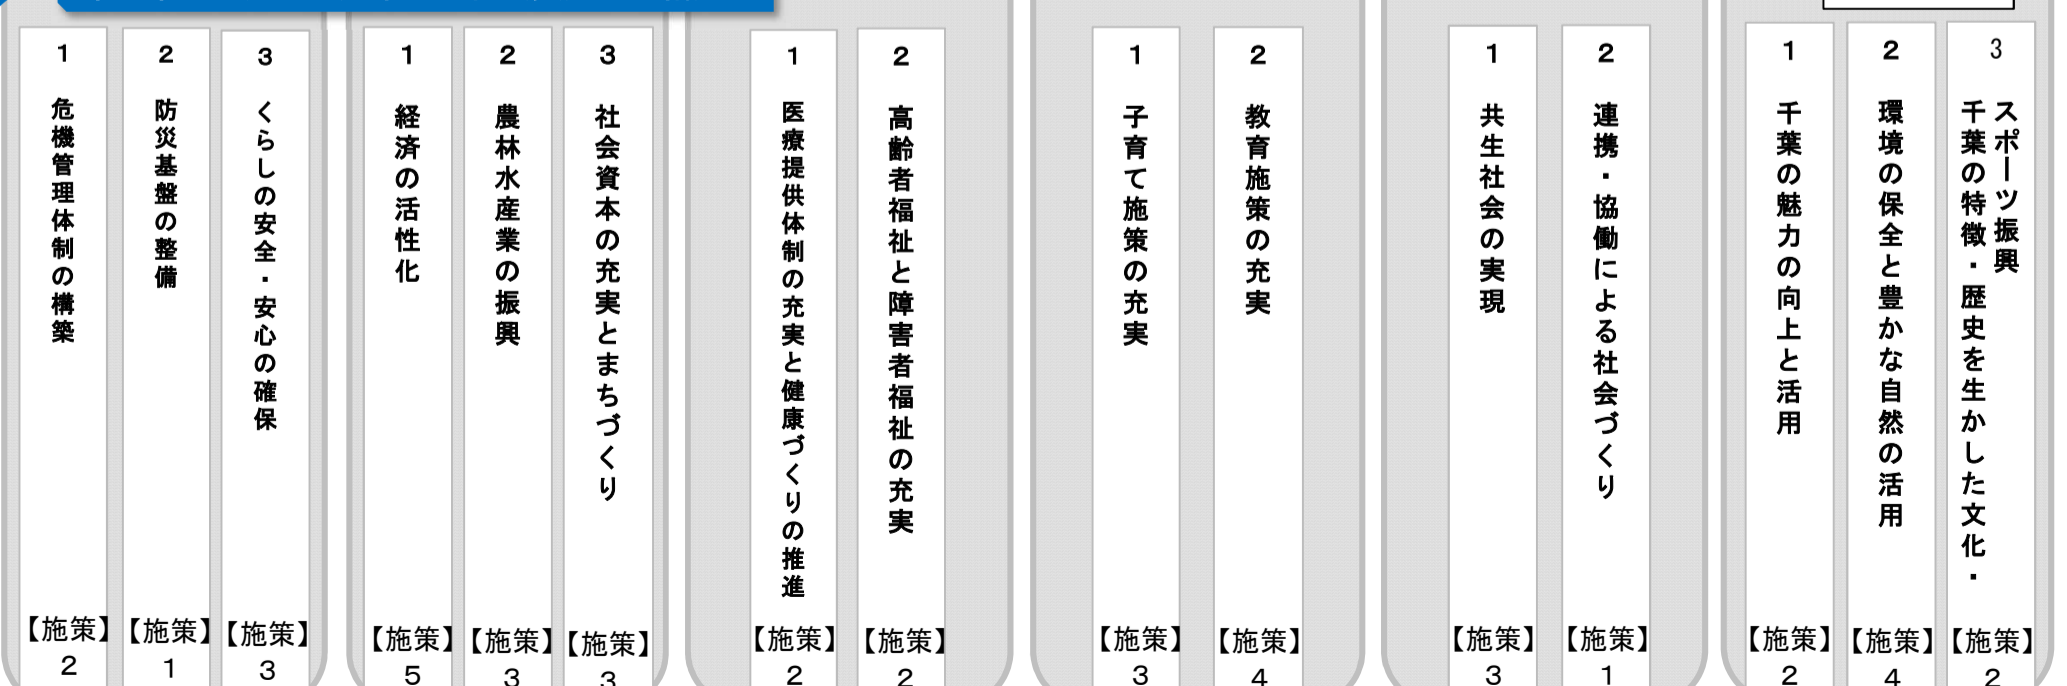 1
危機管理体制の構築
【施策】
2
2
防災基盤の整備
【施策】
1
3
くらしの安全・安心の確保
【施策】
3
1
経済の活性化
【施策】
5
2
農林水産業の振興
【施策】
3
3
社会資本の充実とまちづくり
【施策】
3
1
医療提供体制の充実と健康づくりの推進
【施策】
2
2
高齢者福祉と障害者福祉の充実
【施策】
2
1
子育て施策の充実
【施策】
3
2
教育施策の充実
【施策】
4
1
共生社会の実現
【施策】
3
2
連携・協働による社会づくり
【施策】
1
1
千葉の魅力の向上と活用
【施策】
2
2
環境の保全と豊かな自然の活用
【施策】
4
3
スポーツ振興
千葉の特徴・歴史を生かした文化・
【施策】
2